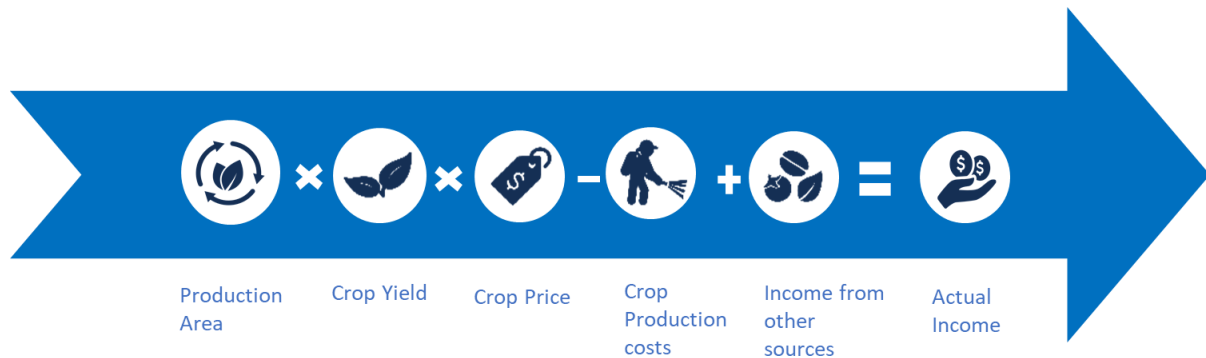 Production
Area
Crop Yield
Crop Price
Crop
Production
costs
Income from
other
sources
Actual
Income